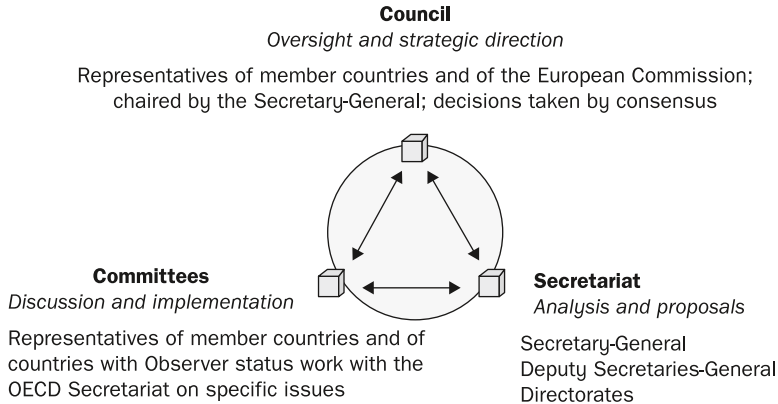 Council
Oversight and strategic direction
Representatives of member countries and of the European Commission;
chaired by the Secretary-General; decisions taken by consensus
Committees
Discussion and implementation
Representatives of member countries and of
countries with Observer status work with the
OECD Secretariat on specific issues
Secretariat
Analysis and proposals
Secretary-General
Deputy Secretaries-General
Directorates